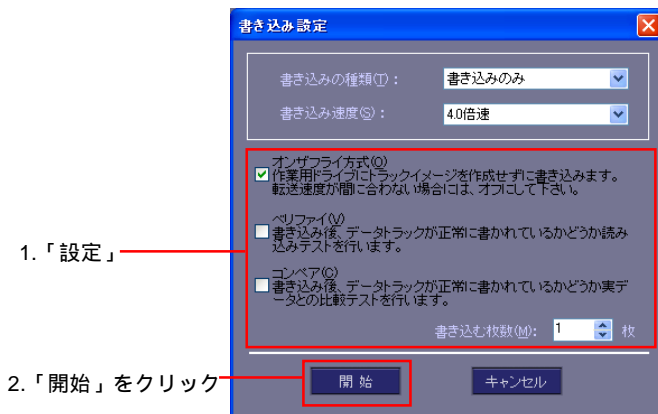 書き込み設定
書き込みの種類(T)： 書き込みのみ
書き込み速度(S)： 4.0倍速
オンザフライ方式(O)
作業用ドライブにトラックイメージを作成せずに書き込みます。
転送速度が間に合わない場合には、オフにして下さい。
ベリファイ(V)
書き込み後、データトラックが正常に書かれているかどうか読み
込みテストを行います。
1.「設定」
コンペア(C)
書き込み後、データトラックが正常に書かれているかどうか実デ
ータとの比較テストを行います。
書き込む枚数(M): 1 枚
2.「開始」をクリック
開 始 キャンセル